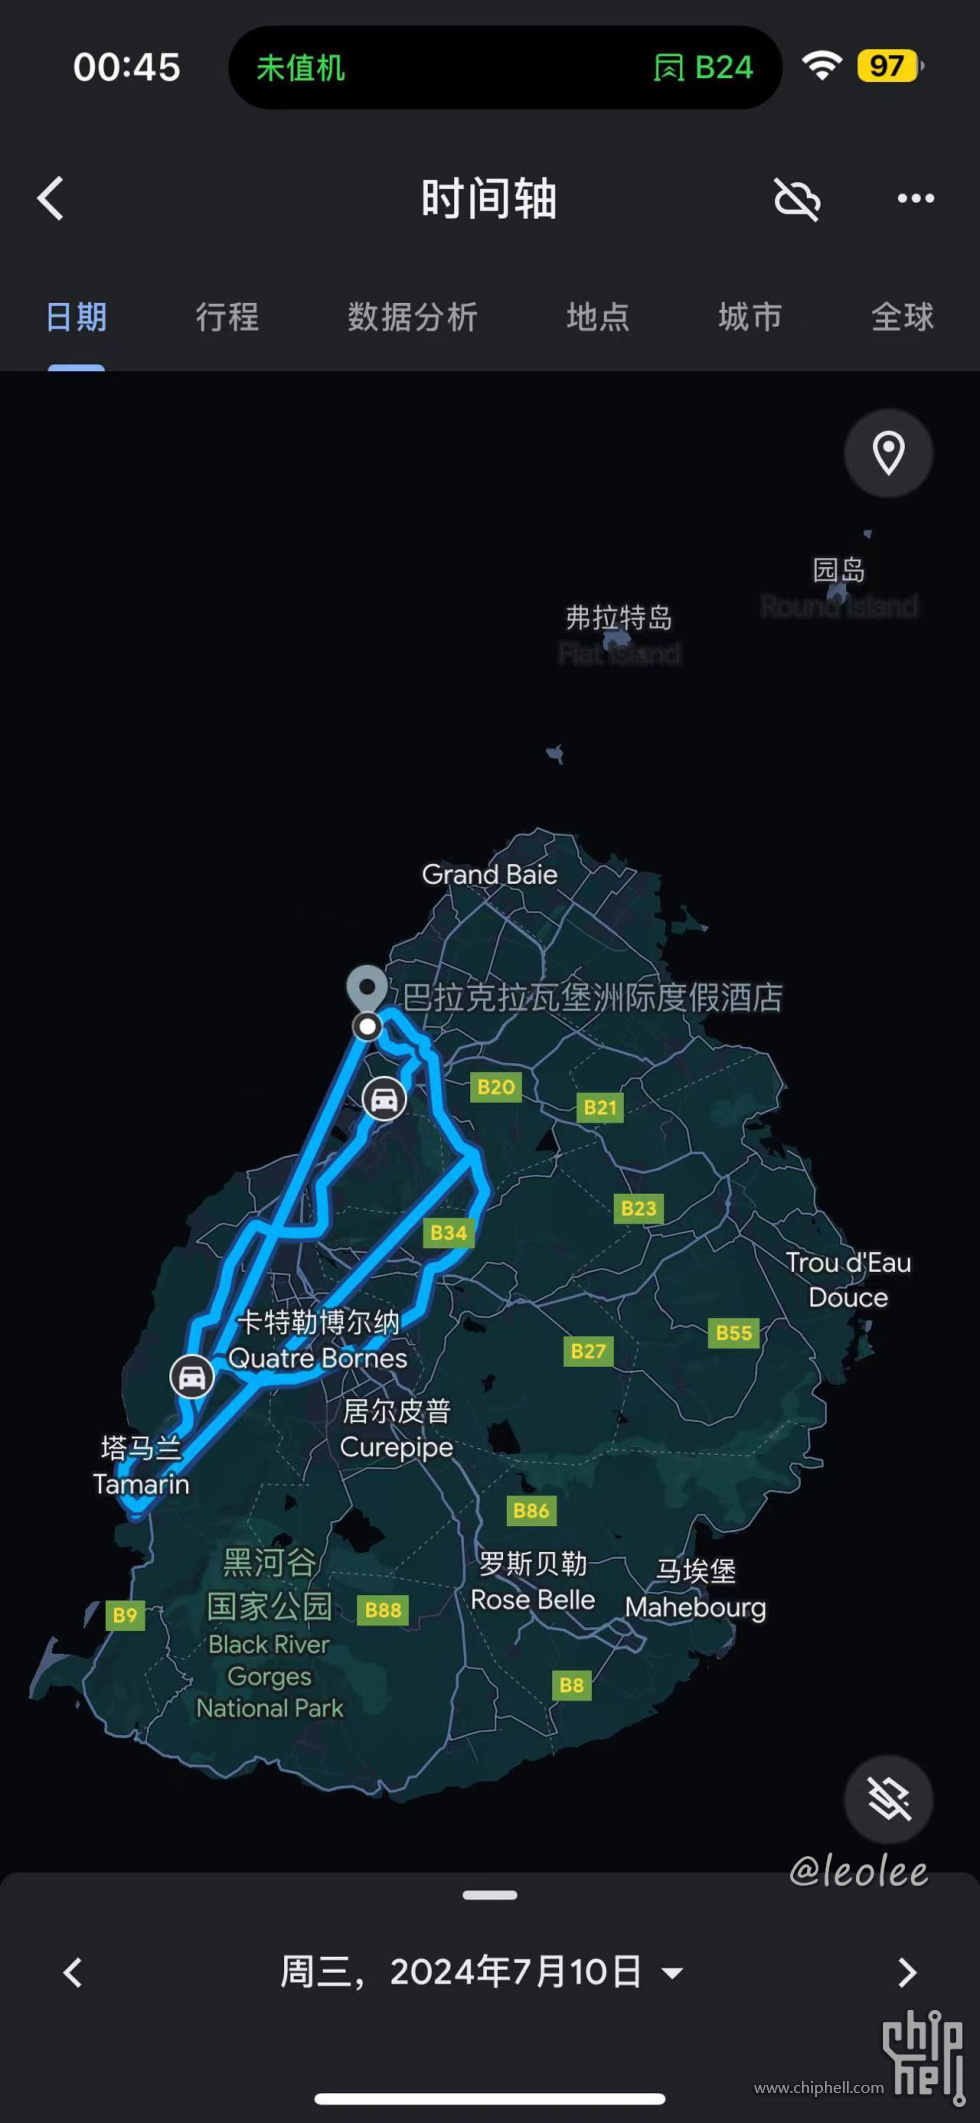 00:45
未值机
B24
97
时间轴
日期
行程
数据分析
地点
城市
全球
园岛
Round Island
弗拉特岛
Flat Island
Grand Baie
巴拉克拉瓦堡洲际度假酒店
B20
B21
B23
B34
Trou d'Eau
Douce
卡特勒博尔纳
Quatre Bornes
B27
B55
居尔皮普
Curepipe
塔马兰
Tamarin
B86
黑河谷
国家公园
Black River
Gorges
National Park
罗斯贝勒
Rose Belle
马埃堡
Mahebourg
B9
B88
B8
@leolee
周三，2024年7月10日
chip
hell
www.chiphell.com